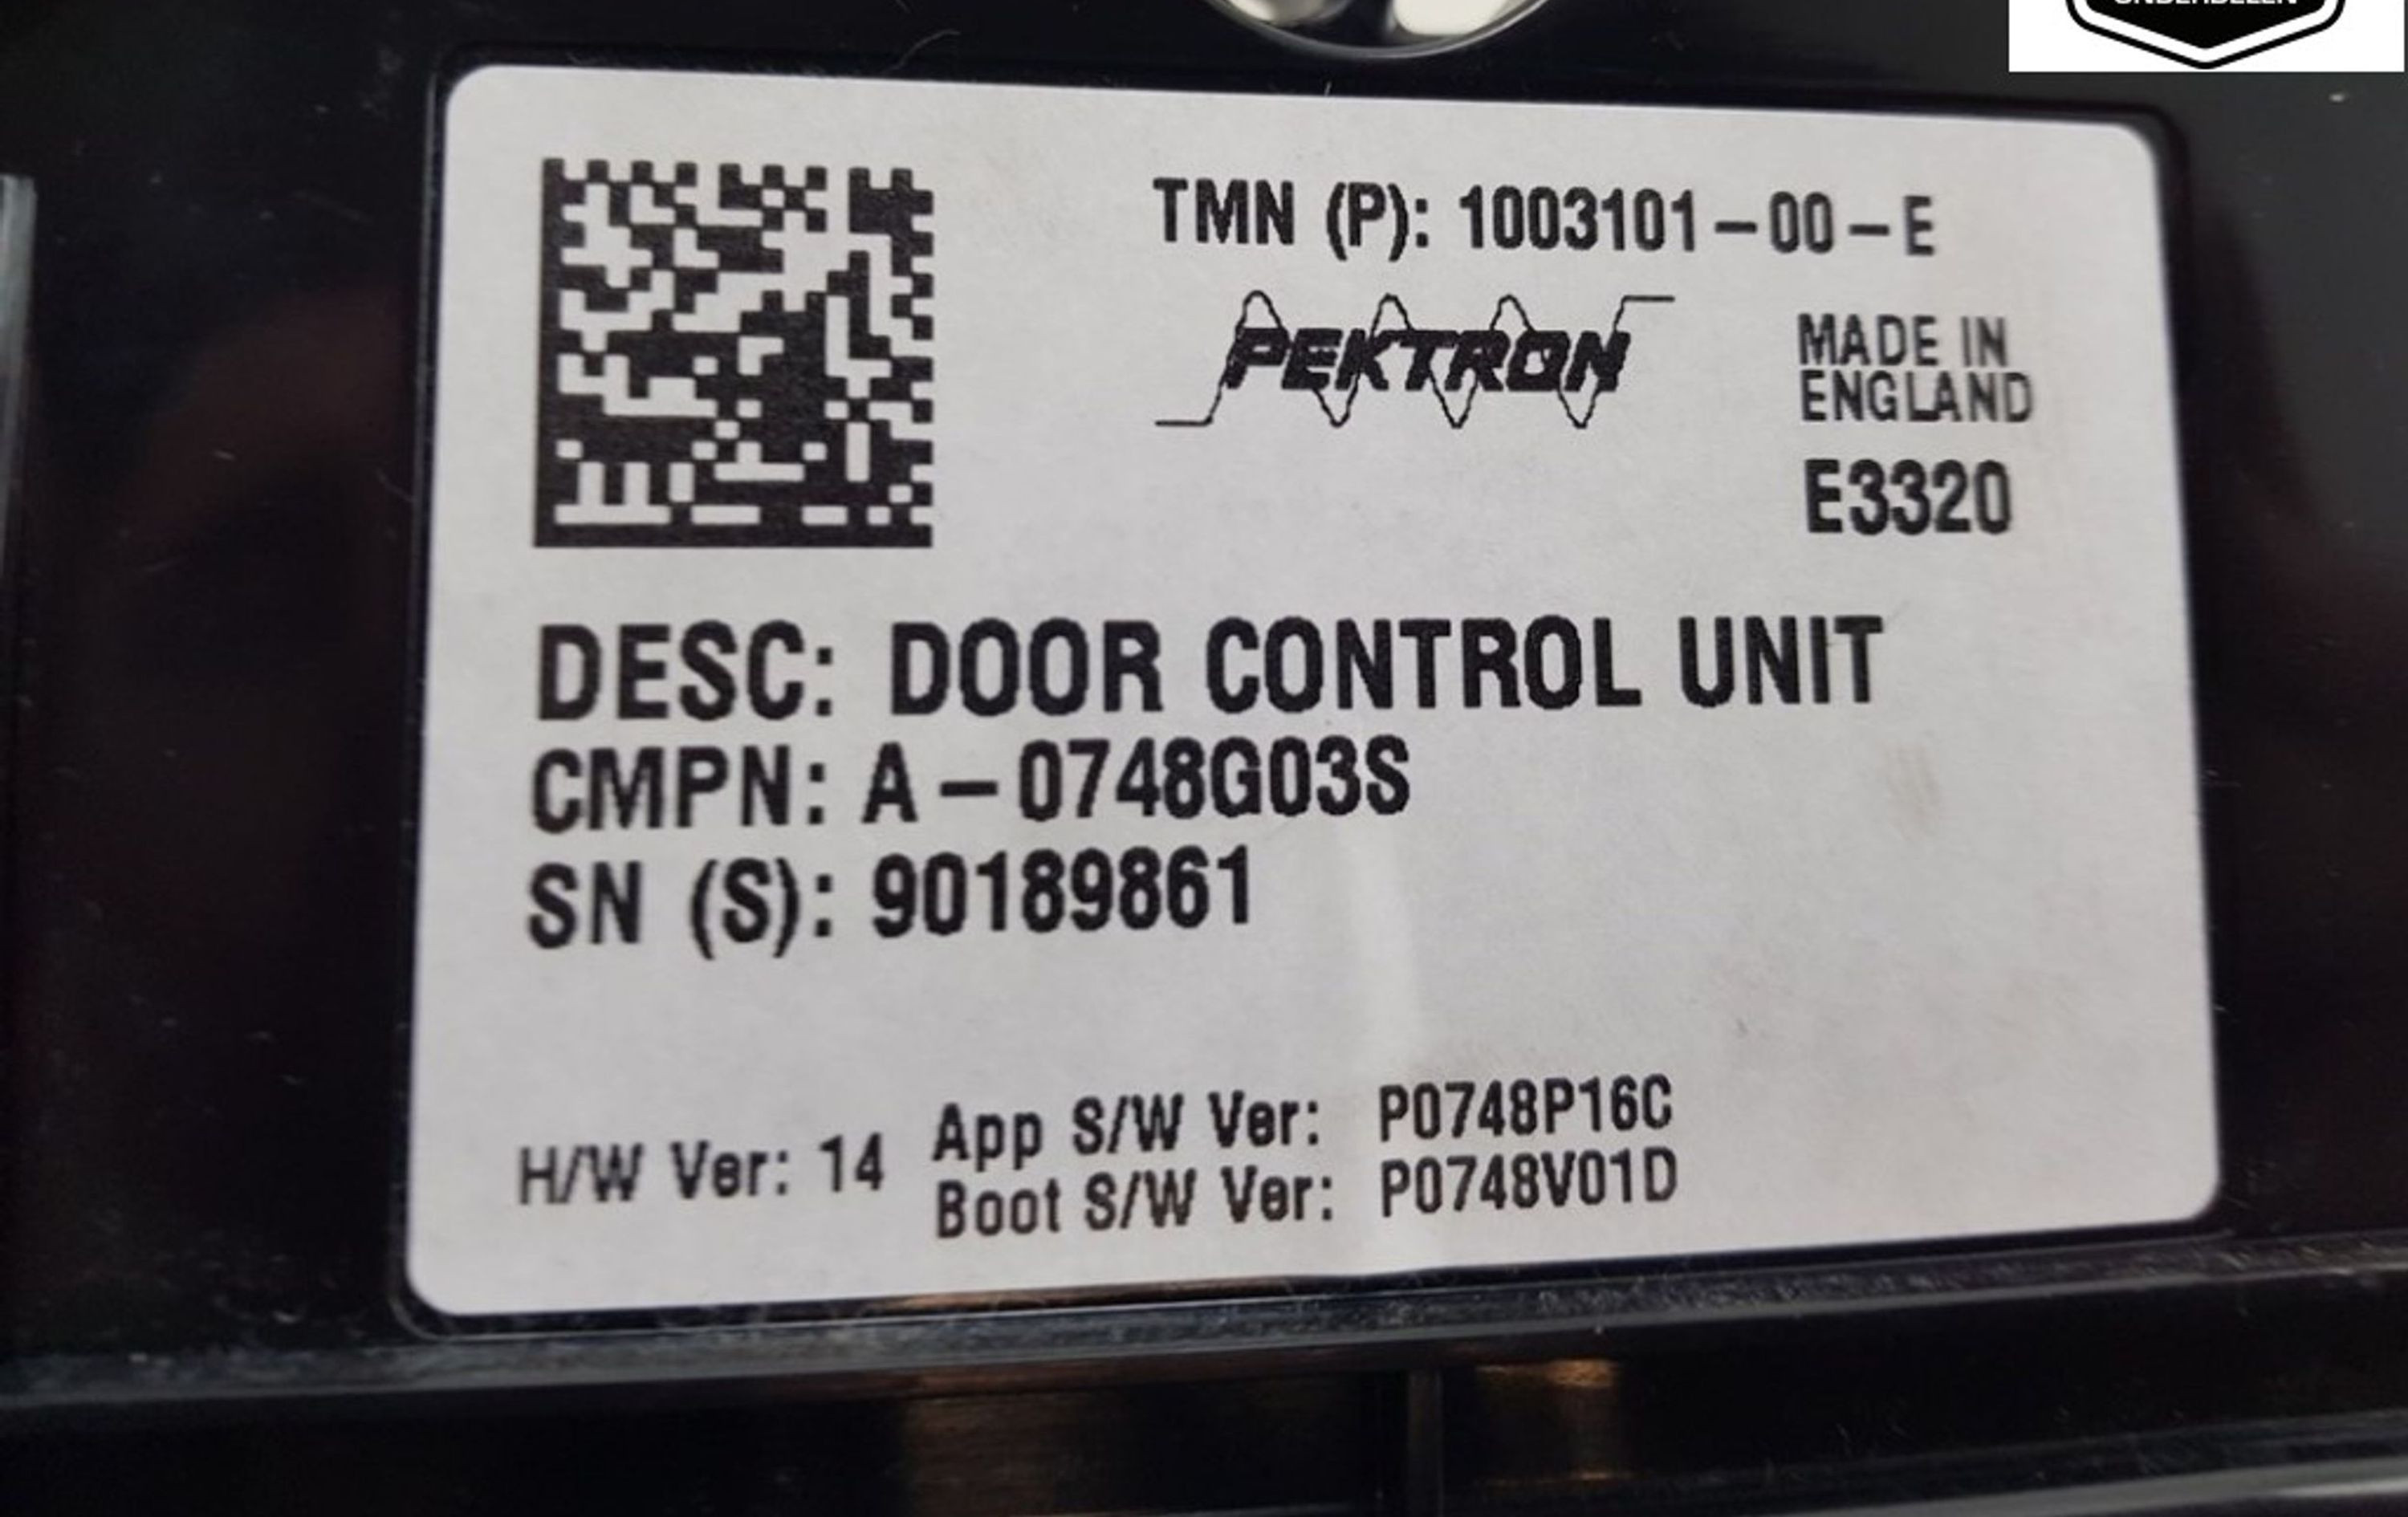 ONDERDELEN
TMN (P): 1003101-00-E
PEKTRON
MADE IN
ENGLAND
E3320
DESC: DOOR CONTROL UNIT
CMPN: A-0748G03S
SN (S): 90189861
H/W Ver: 14
App S/W Ver: P0748P16C
Boot S/W Ver: P0748V01D